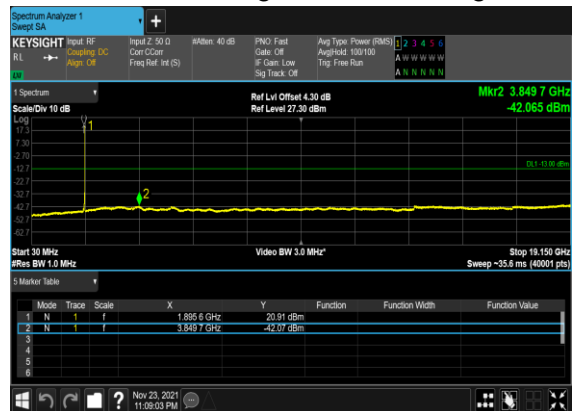 Spectrum Analyzer 1
Swept SA
+
KEYSIGHT Input: RF Input Z: 50 Ω #Atten: 40 dB PNO: Fast Avg Type: Power (RMS) 1 2 3 4 5 6
RL Coupling: DC Corr CCorr Gate: Off Avg|Hold: 100/100 A W W W W W
Align: Off Freq Ref: Int (S) IF Gain: Low Trig: Free Run
LW Sig Track: Off A N N N N N
1 Spectrum Ref Lvl Offset 4.30 dB Mkr2 3.849 7 GHz
Scale/Div 10 dB Ref Level 27.30 dBm -42.065 dBm
Log
17.3
7.30
-2.70
-12.7
-22.7
-32.7
-42.7
-52.7
-62.7
1
2
DL1 -13.00 dBm
Start 30 MHz Video BW 3.0 MHz* Stop 19.150 GHz
#Res BW 1.0 MHz Sweep ~35.6 ms (40001 pts)
5 Marker Table
Mode Trace Scale X Y Function Function Width Function Value
1 N 1 f 1.895 6 GHz 20.91 dBm
2 N 1 f 3.849 7 GHz -42.07 dBm
3
4
5
6
? Nov 23, 2021
11:09:03 PM